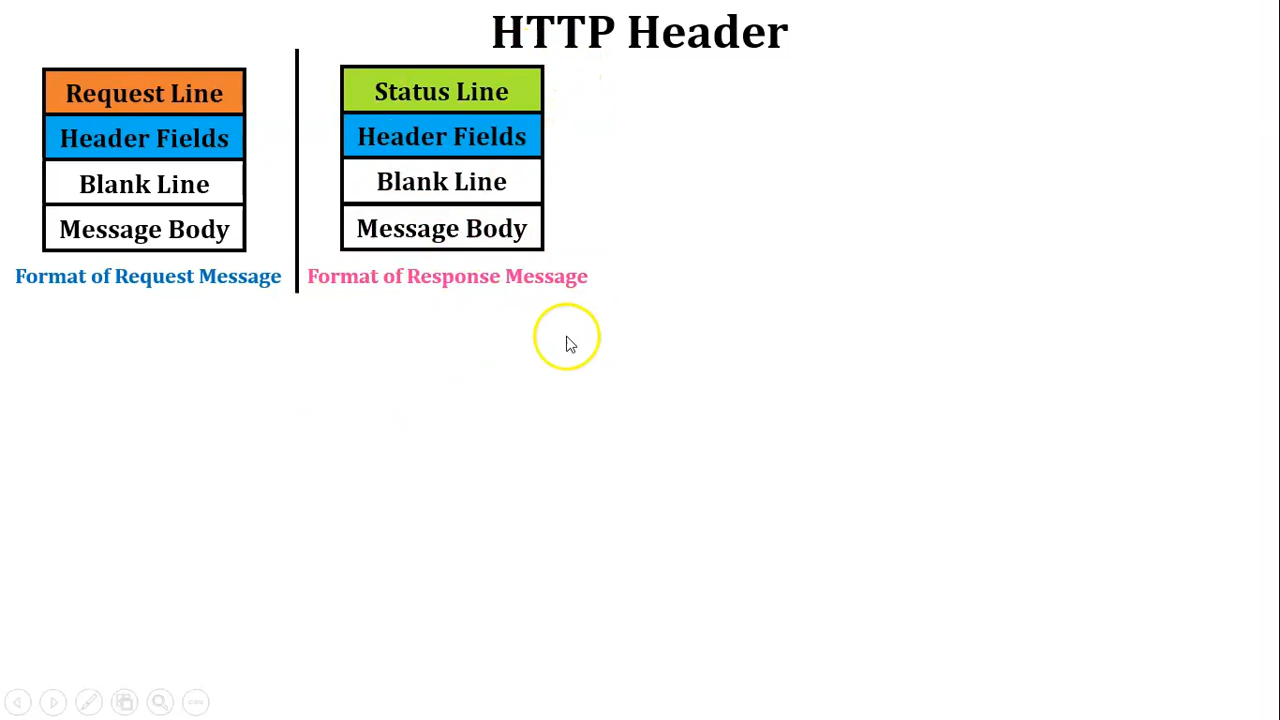 HTTP Header
Request Line
Header Fields
Blank Line
Message Body
Format of Request Message
Status Line
Header Fields
Blank Line
Message Body
Format of Response Message